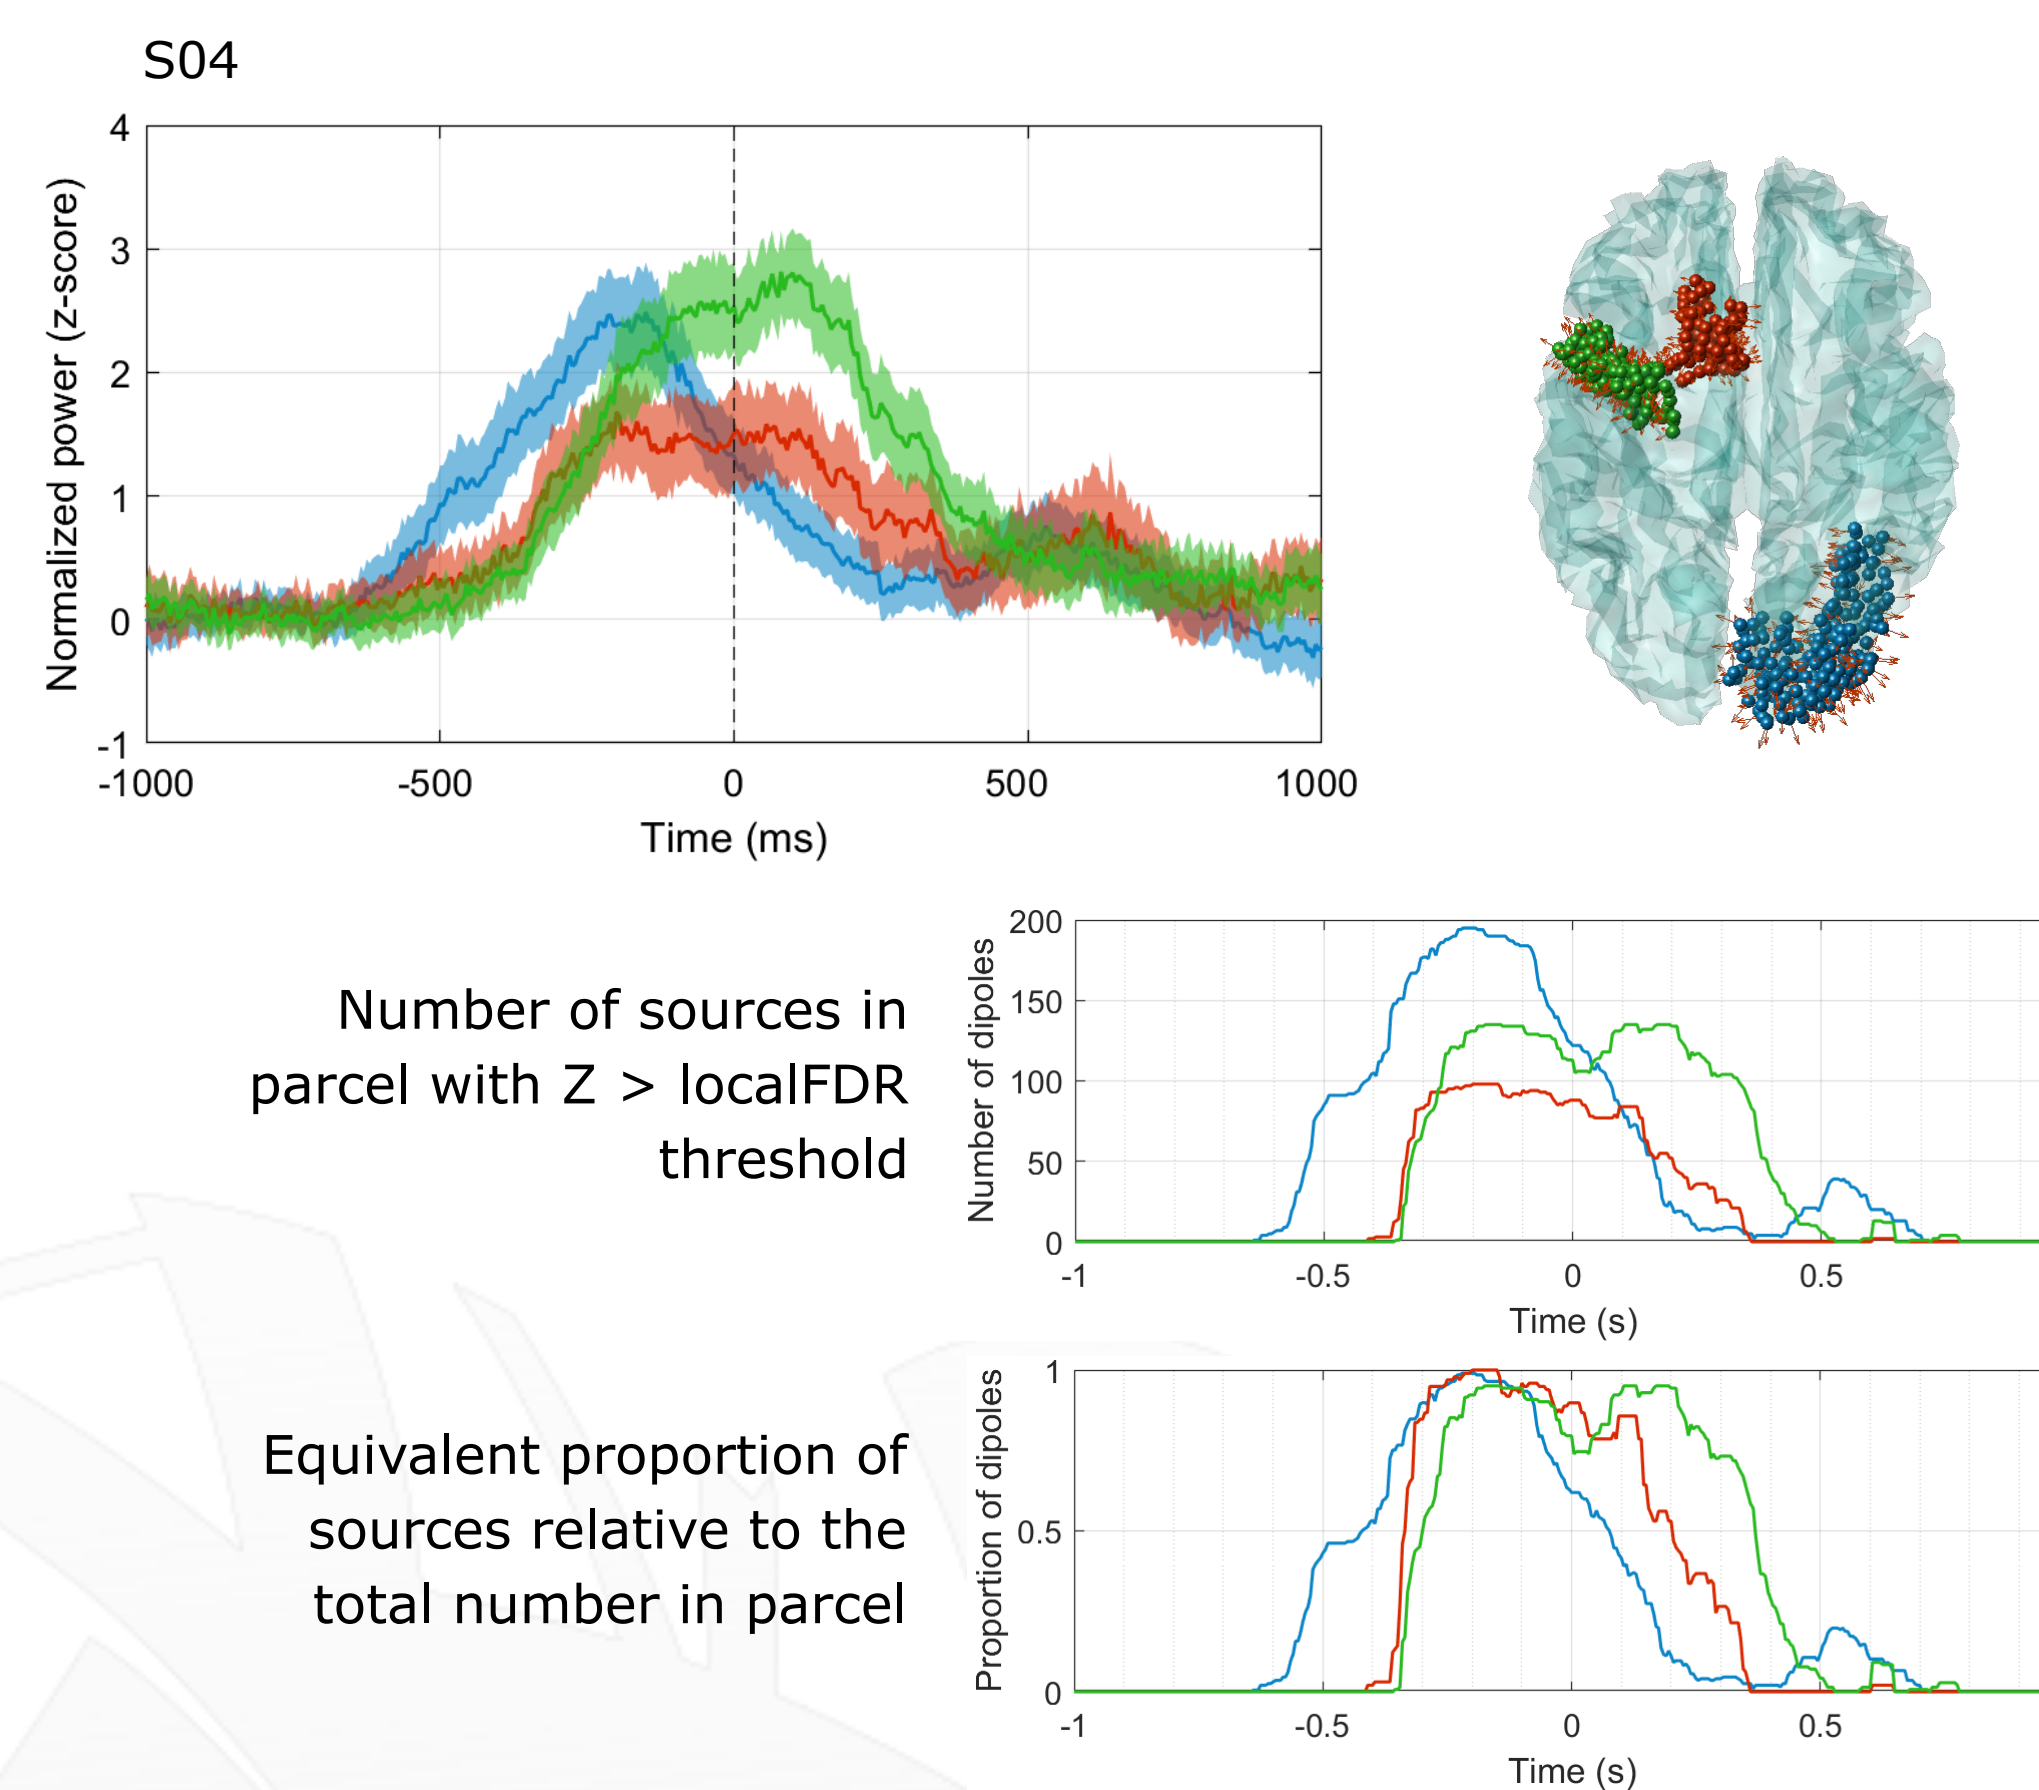 S04
4
3
2
1
0
-1
Normalized power (z-score)
-1000 -500 0 500 1000
Time (ms)
Number of sources in
parcel with Z > localFDR
threshold
200
150
100
50
0
Number of dipoles
-1 -0.5 0 0.5
Time (s)
Equivalent proportion of
sources relative to the
total number in parcel
1
0.5
0
Proportion of dipoles
-1 -0.5 0 0.5
Time (s)